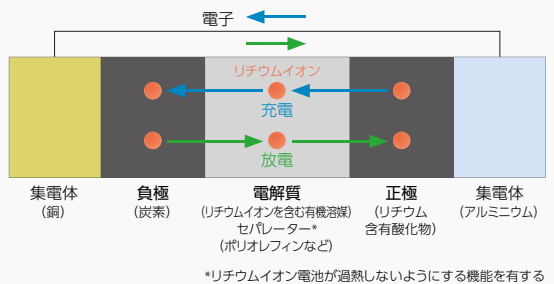 電子
リチウムイオン
充電
放電
集電体
(銅)
負極
(炭素)
電解質
(リチウムイオンを含む有機溶媒)
セパレーター*
(ポリオレフィンなど)
正極
(リチウム
含有酸化物)
集電体
(アルミニウム)
*リチウムイオン電池が過熱しないようにする機能を有する